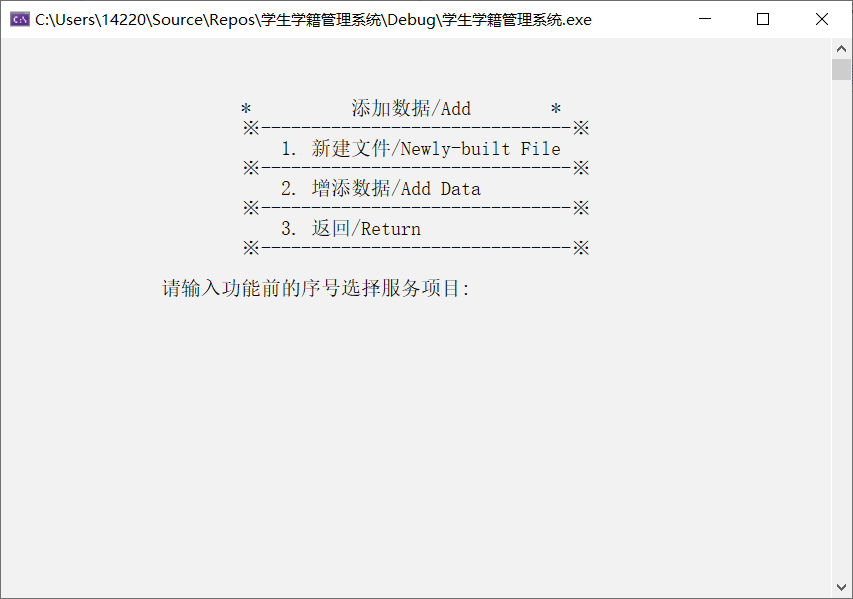 C:\Users\14220\Source\Repos\学生学籍管理系统\Debug\学生学籍管理系统.exe
* 添加数据/Add *
※-------------------------------※
1. 新建文件/Newly-built File
※-------------------------------※
2. 增添数据/Add Data
※-------------------------------※
3. 返回/Return
※-------------------------------※
请输入功能前的序号选择服务项目: